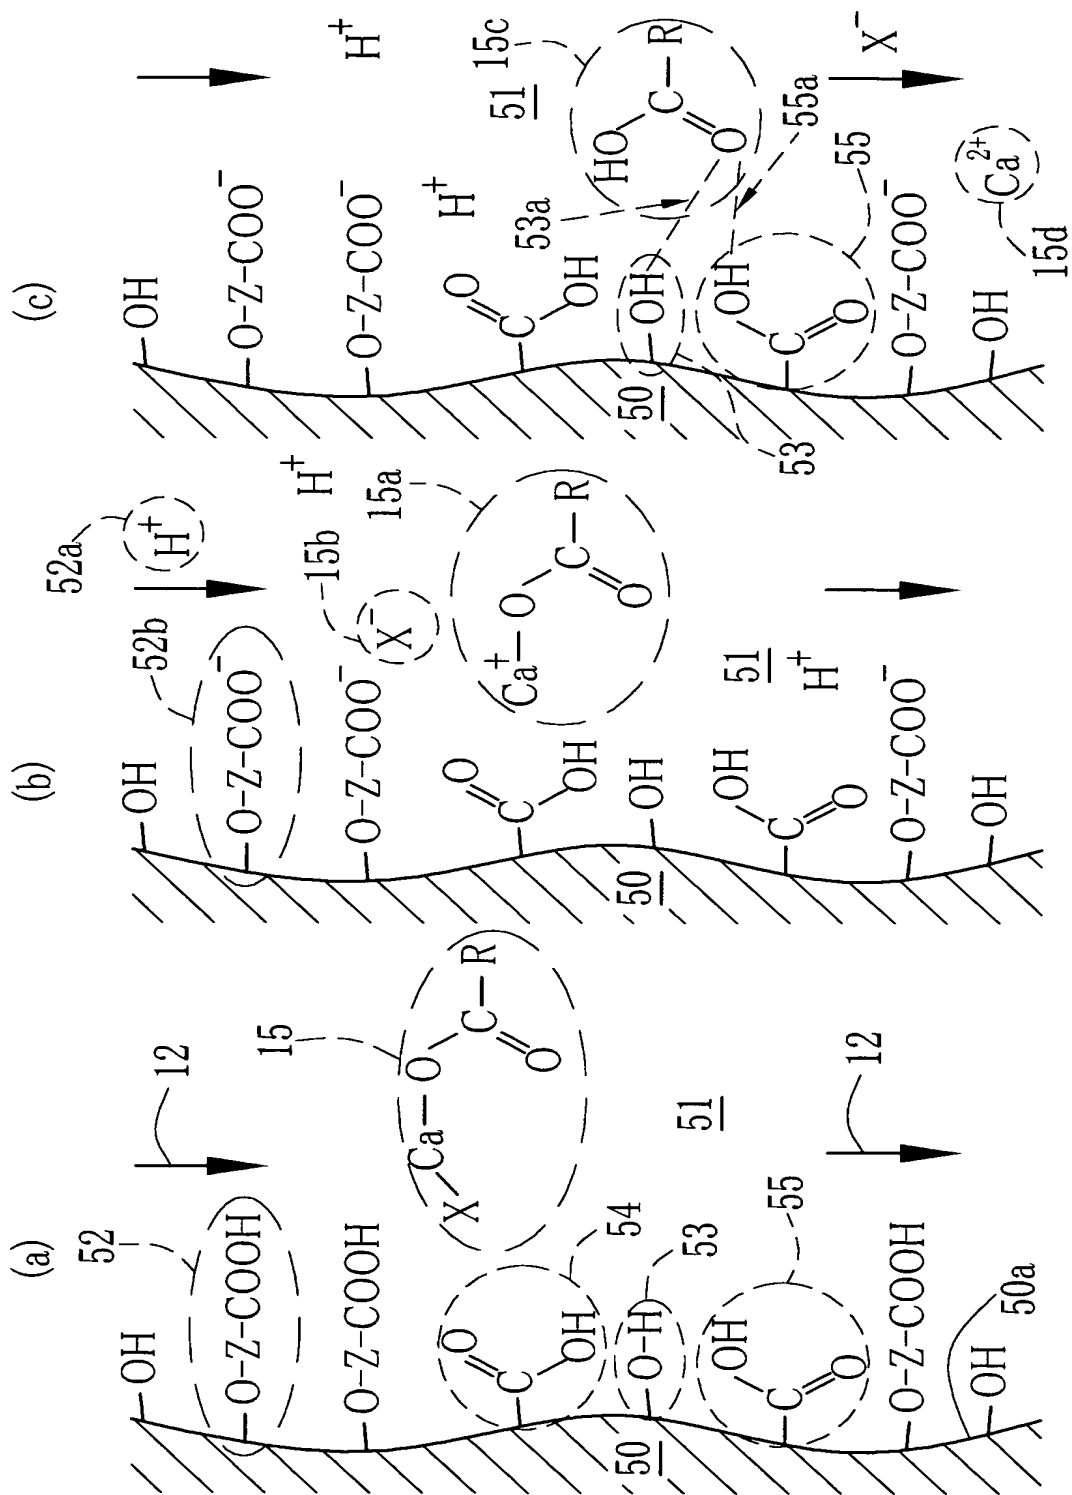 (a)
OH
52
O-Z-COOH
12
O-Z-COOH
15
X
Ca
O
C
R
O
O
C
OH
54
50
O-H
53
51
OH
C
O
55
12
O-Z-COOH
OH
50a
(b)
OH
52a
H+
52b
O-Z-COO-
O-Z-COO-
15b
X-
H+
15a
Ca+
O
C
R
O
O
C
OH
50
OH
51
H+
OH
C
O
O-Z-COO-
OH
(c)
OH
O-Z-COO-
H+
O-Z-COO-
H+
O
C
OH
51
15c
HO
C
R
O
50
OH
53a
53
OH
C
O
55a
55
X-
O-Z-COO-
OH
Ca2+
15d